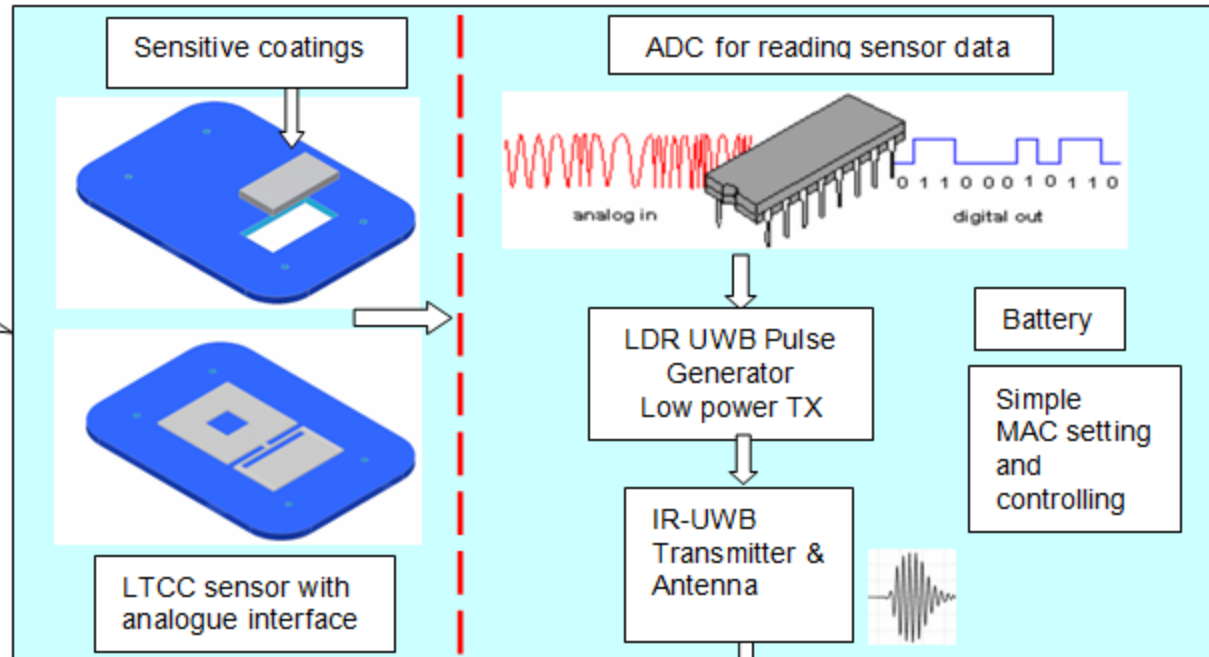 Sensitive coatings
LTCC sensor with
analogue interface
ADC for reading sensor data
analog in
0 1 1 0 0 0 1 0 1 1 0
digital out
LDR UWB Pulse
Generator
Low power TX
Battery
Simple
MAC setting
and
controlling
IR-UWB
Transmitter &
Antenna